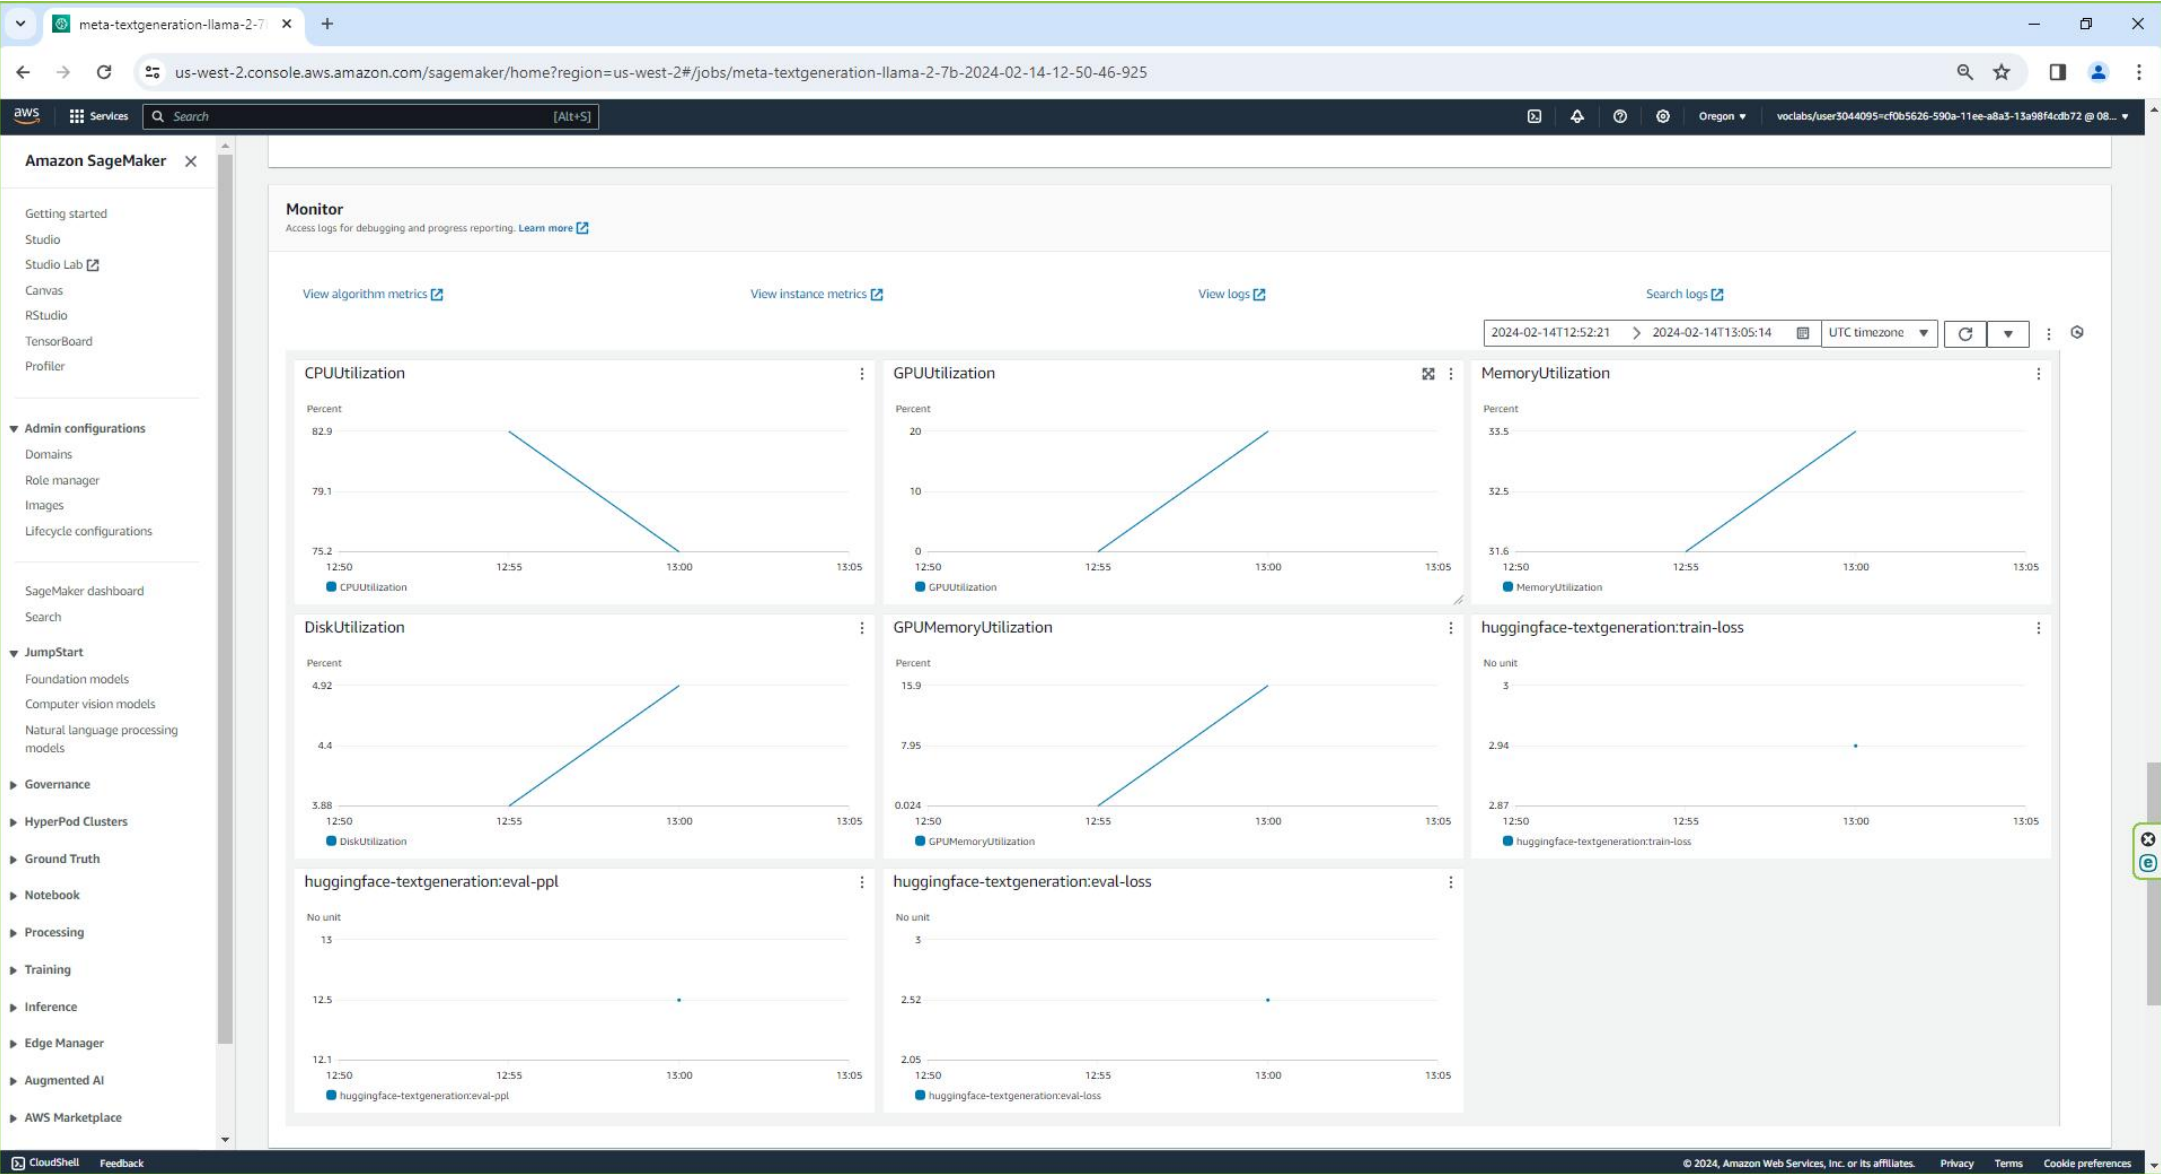 meta-textgeneration-llama-2-7
us-west-2.console.aws.amazon.com/sagemaker/home?region=us-west-2#/jobs/meta-textgeneration-llama-2-7b-2024-02-14-12-50-46-925
aws Services Search [Alt+S] Oregon voclabs/user3044095=cf0b5626-590a-11ee-a8a3-13a98f4cdb72 @ 08...
Amazon SageMaker
Getting started
Studio
Studio Lab
Canvas
RStudio
TensorBoard
Profiler
Admin configurations
Domains
Role manager
Images
Lifecycle configurations
SageMaker dashboard
Search
JumpStart
Foundation models
Computer vision models
Natural language processing
models
Governance
HyperPod Clusters
Ground Truth
Notebook
Processing
Training
Inference
Edge Manager
Augmented AI
AWS Marketplace
Monitor
Access logs for debugging and progress reporting. Learn more
View algorithm metrics View instance metrics View logs Search logs
2024-02-14T12:52:21 2024-02-14T13:05:14 UTC timezone
CPUUtilization
Percent
82.9
79.1
75.2
12:50 12:55 13:00 13:05
CPUUtilization
GPUUtilization
Percent
20
10
0
12:50 12:55 13:00 13:05
GPUUtilization
MemoryUtilization
Percent
33.5
32.5
31.6
12:50 12:55 13:00 13:05
MemoryUtilization
DiskUtilization
Percent
4.92
4.4
3.88
12:50 12:55 13:00 13:05
DiskUtilization
GPUMemoryUtilization
Percent
15.9
7.95
0.024
12:50 12:55 13:00 13:05
GPUMemoryUtilization
huggingface-textgeneration:train-loss
No unit
3
2.94
2.87
12:50 12:55 13:00 13:05
huggingface-textgeneration:train-loss
huggingface-textgeneration:eval-ppl
No unit
13
12.5
12.1
12:50 12:55 13:00 13:05
huggingface-textgeneration:eval-ppl
huggingface-textgeneration:eval-loss
No unit
3
2.52
2.05
12:50 12:55 13:00 13:05
huggingface-textgeneration:eval-loss
CloudShell Feedback © 2024, Amazon Web Services, Inc. or its affiliates. Privacy Terms Cookie preferences